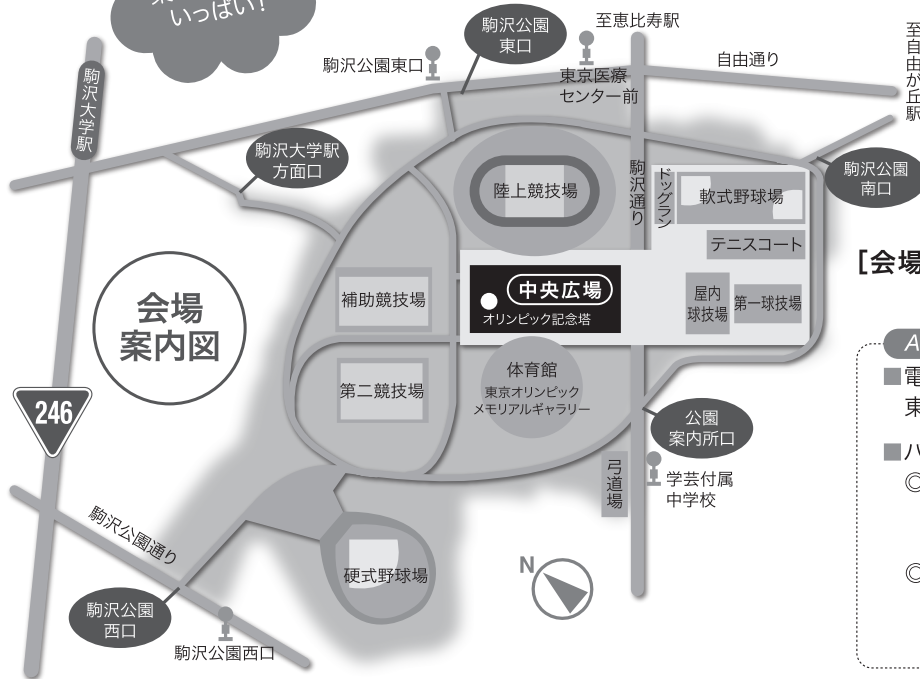 いっぱい!
駒沢公園
東口
至恵比寿駅
駒沢公園東口
東京医療
センター前
自由通り
至自由が丘駅
駒沢大学駅
駒沢大学駅
方面口
駒沢公園
南口
陸上競技場
駒沢通り
ドッグラン
軟式野球場
テニスコート
[会場
会場
案内図
補助競技場
中央広場
オリンピック記念塔
屋内
球技場
第一球技場
第二競技場
体育館
東京オリンピック
メモリアルギャラリー
246
公園
案内所口
弓道場
学芸付属
中学校
駒沢公園通り
硬式野球場
N
駒沢公園
西口
駒沢公園西口
A
■電
東
■バ
◎
◎